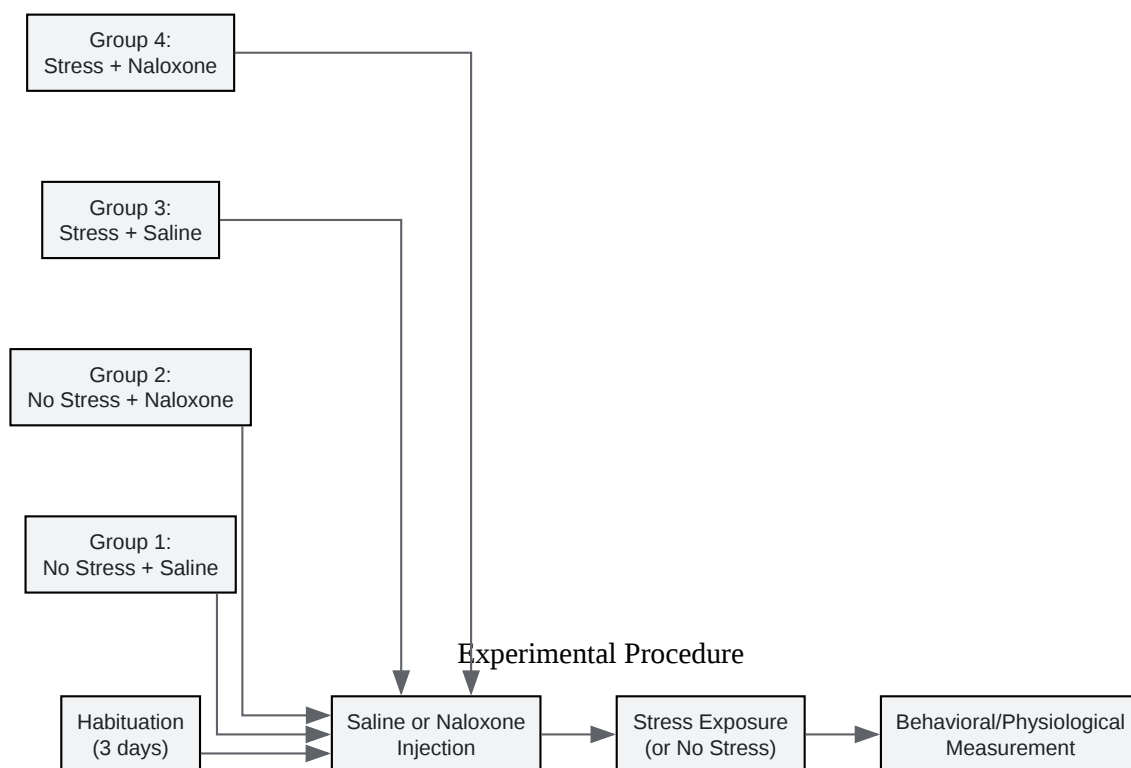 Group 4:
Stress + Naloxone
Group 3:
Stress + Saline
Group 2:
No Stress + Naloxone
Group 1:
No Stress + Saline
Experimental Procedure
Habituation
(3 days)
Saline or Naloxone
Injection
Stress Exposure
(or No Stress)
Behavioral/Physiological
Measurement